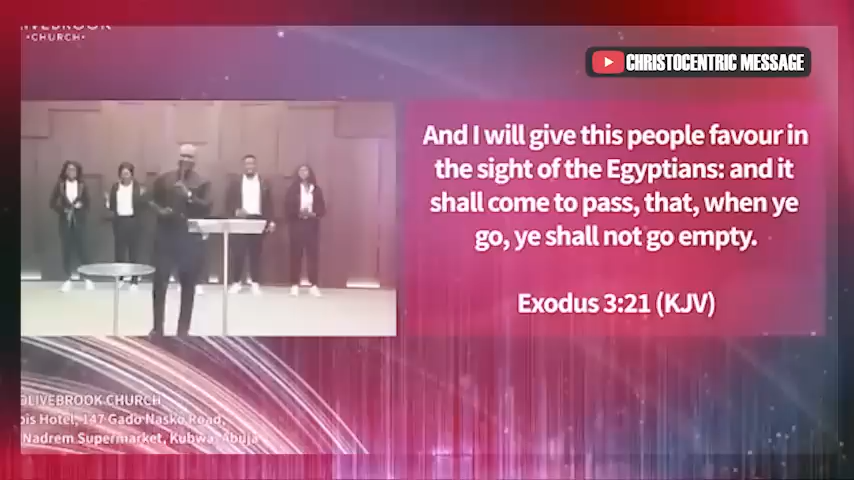 ·CHURCH·
CHRISTOCENTRIC MESSAGE
And I will give this people favour in
the sight of the Egyptians: and it
shall come to pass, that, when ye
go, ye shall not go empty.
Exodus 3:21 (KJV)
OLIVEBROOK CHURCH
Hotel, 147 Gado Nasko Road,
Nadrem Supermarket, Kubwa, Abuja